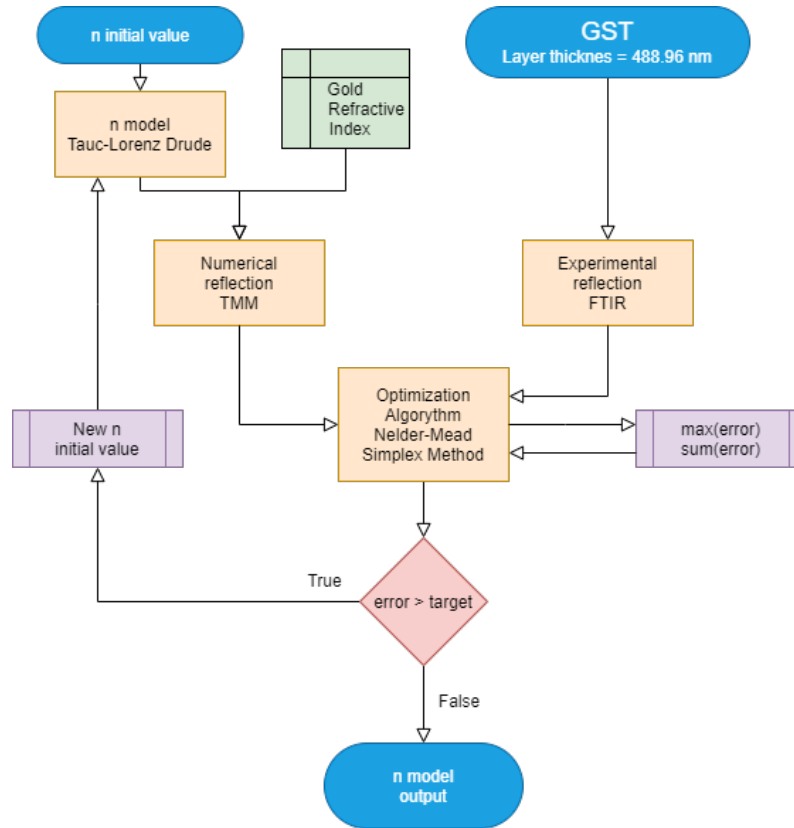 n initial value
GST
Layer thicknes = 488.96 nm
Gold
Refractive
Index
n model
Tauc-Lorenz Drude
Numerical
reflection
TMM
Experimental
reflection
FTIR
Optimization
Algorythm
Nelder-Mead
Simplex Method
New n
initial value
max(error)
sum(error)
True
error > target
False
n model
output